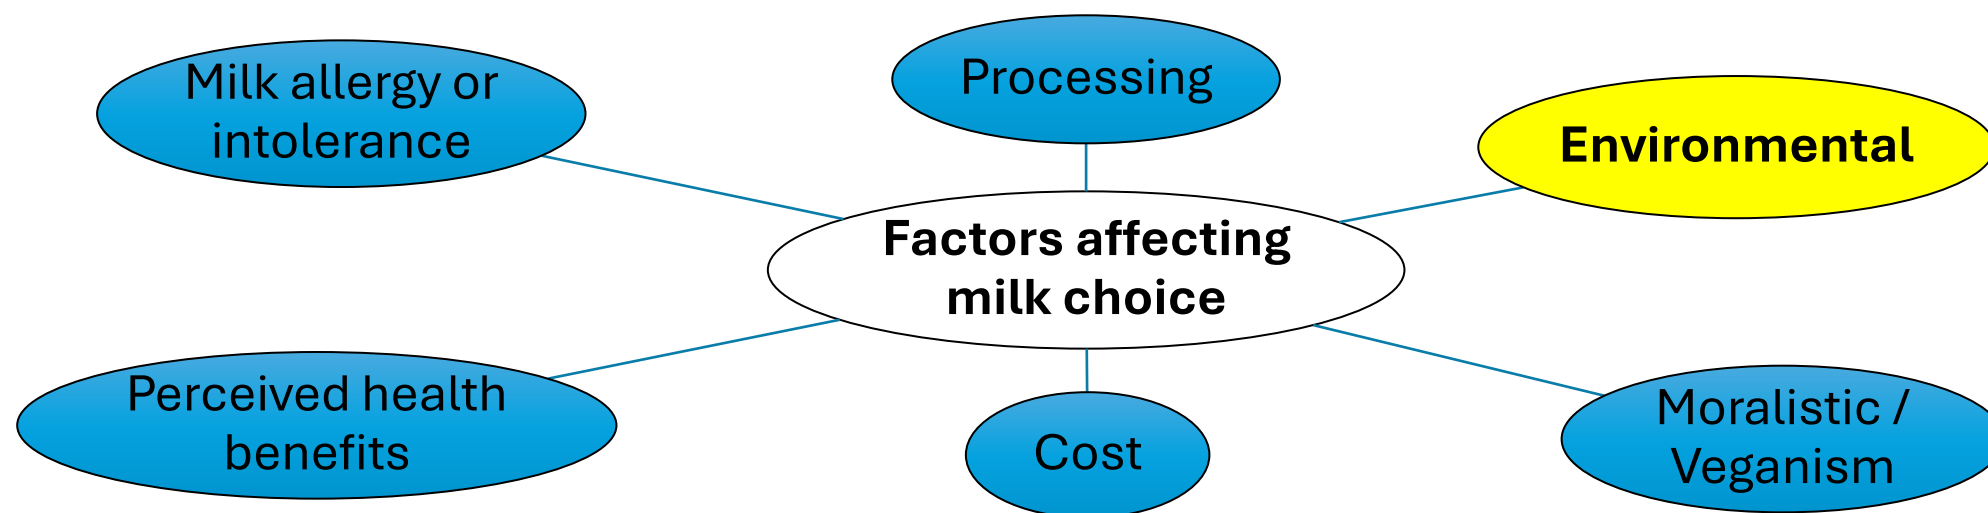 Milk allergy or
intolerance
Processing
Environmental
Factors affecting
milk choice
Perceived health
benefits
Cost
Moralistic /
Veganism